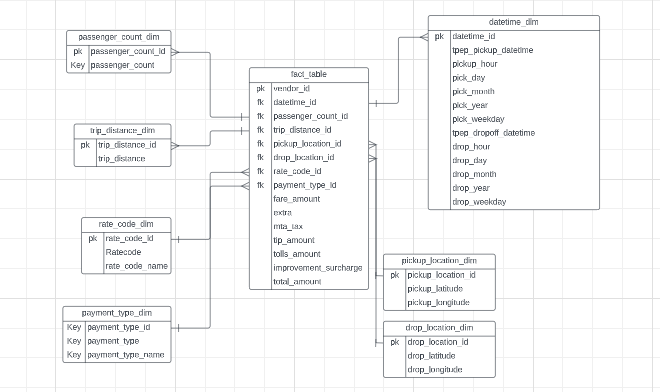 passenger_count_dim
pk passenger_count_id
Key passenger_count
trip_distance_dim
pk trip_distance_id
trip_distance
rate_code_dim
pk rate_code_id
Ratecode
rate_code_name
payment_type_dim
Key payment_type_id
Key payment_type
Key payment_type_name
fact_table
pk vendor_id
fk datetime_id
fk passenger_count_id
fk trip_distance_id
fk pickup_location_id
fk drop_location_id
fk rate_code_id
fk payment_type_id
fare_amount
extra
mta_tax
tip_amount
tolls_amount
improvement_surcharge
total_amount
datetime_dim
pk datetime_id
tpep_pickup_datetime
pickup_hour
pick_day
pick_month
pick_year
pick_weekday
tpep_dropoff_datetime
drop_hour
drop_day
drop_month
drop_year
drop_weekday
pickup_location_dim
pk pickup_location_id
pickup_latitude
pickup_longitude
drop_location_dim
pk drop_location_id
drop_latitude
drop_longitude